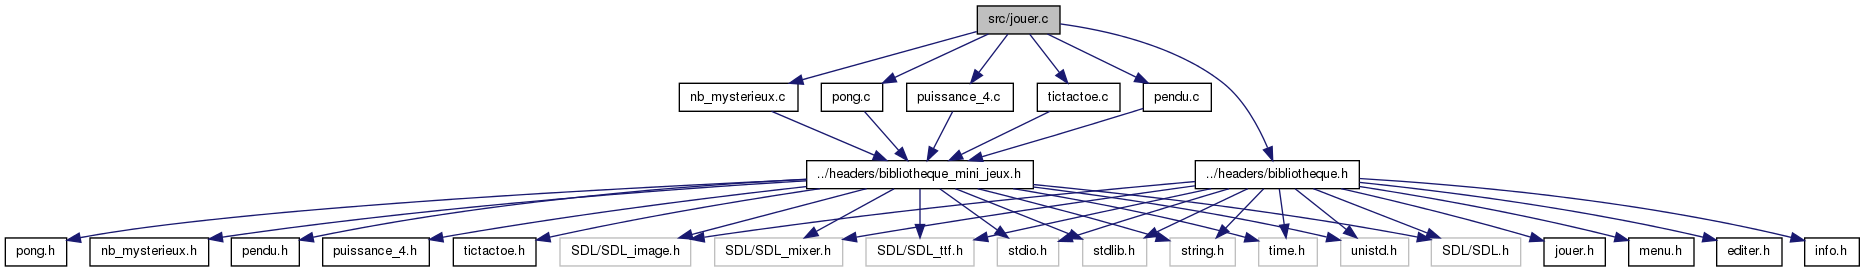 src/jouer.c
nb_mysterieux.c
pong.c
puissance_4.c
tictactoe.c
pendu.c
../headers/bibliotheque_mini_jeux.h
../headers/bibliotheque.h
pong.h
nb_mysterieux.h
pendu.h
puissance_4.h
tictactoe.h
SDL/SDL_image.h
SDL/SDL_mixer.h
SDL/SDL_ttf.h
stdio.h
stdlib.h
string.h
time.h
unistd.h
SDL/SDL.h
jouer.h
menu.h
editer.h
info.h